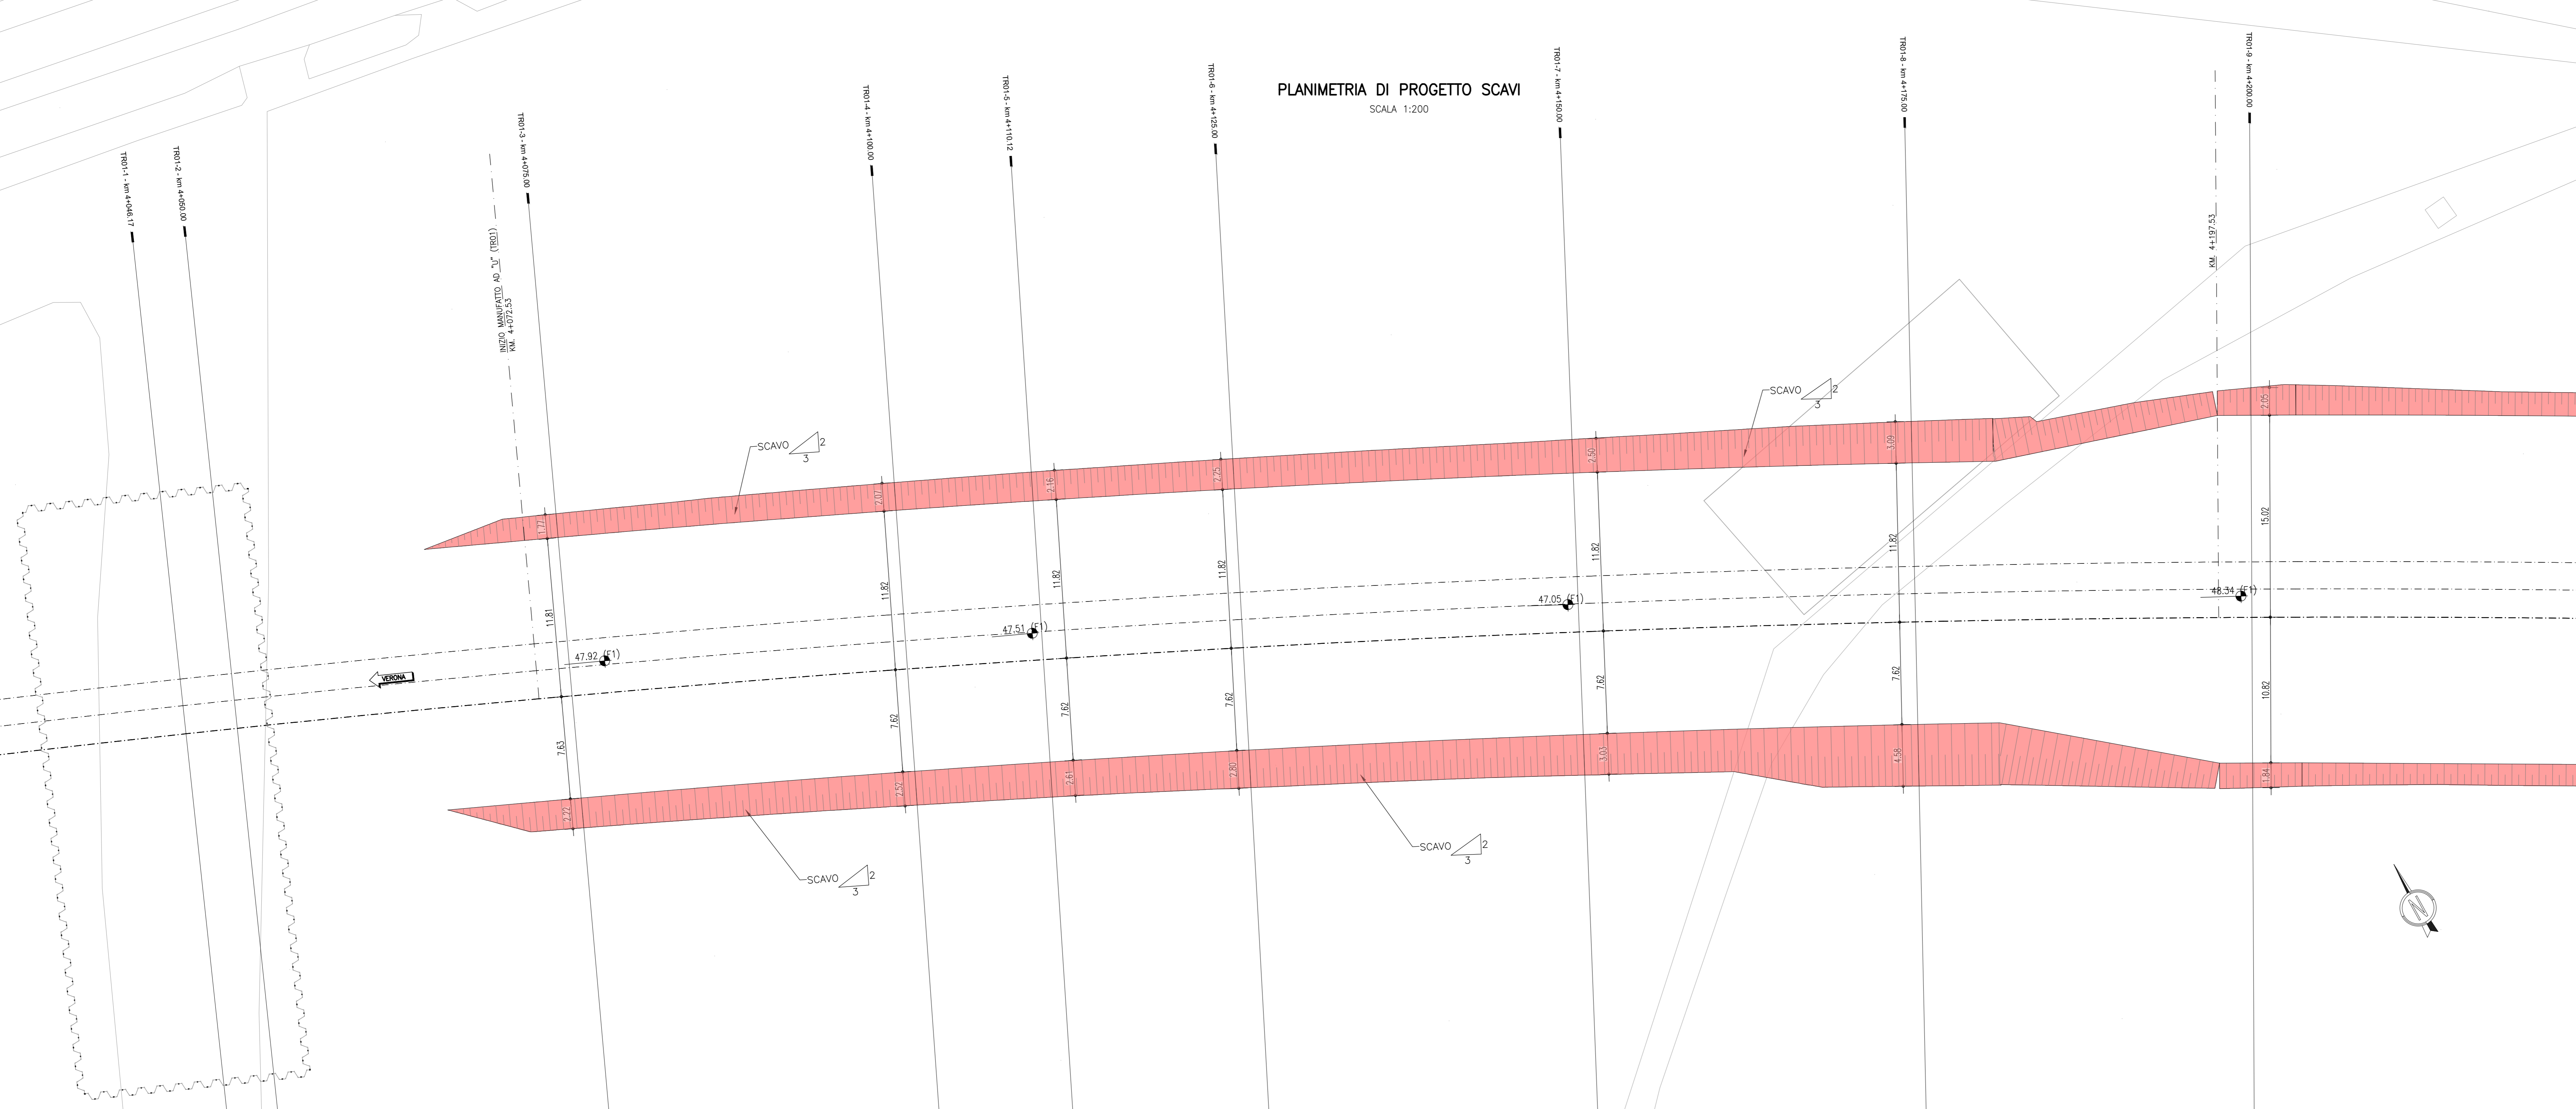 PLANIMETRIA DI PROGETTO SCAVI
SCALA 1:200
TR01-1 - km 4+046.17
TR01-2 - km 4+050.00
INIZIO MANUFATTO AD "U" (TR01)
KM. 4+072.53
TR01-3 - km 4+075.00
TR01-4 - km 4+100.00
TR01-5 - km 4+110.12
TR01-6 - km 4+125.00
TR01-7 - km 4+150.00
TR01-8 - km 4+175.00
KM. 4+197.53
TR01-9 - km 4+200.00
SCAVO 2
3
SCAVO 2
3
1.77
2.07
2.16
2.25
2.50
3.09
2.05
11.81
11.82
11.82
11.82
11.82
11.82
15.02
47.92 (F1)
47.51 (F1)
47.05 (F1)
48.34 (F1)
VERONA
7.63
7.62
7.62
7.62
7.62
7.62
10.82
2.22
2.52
2.61
2.80
3.03
4.58
1.84
SCAVO 2
3
SCAVO 2
3
N